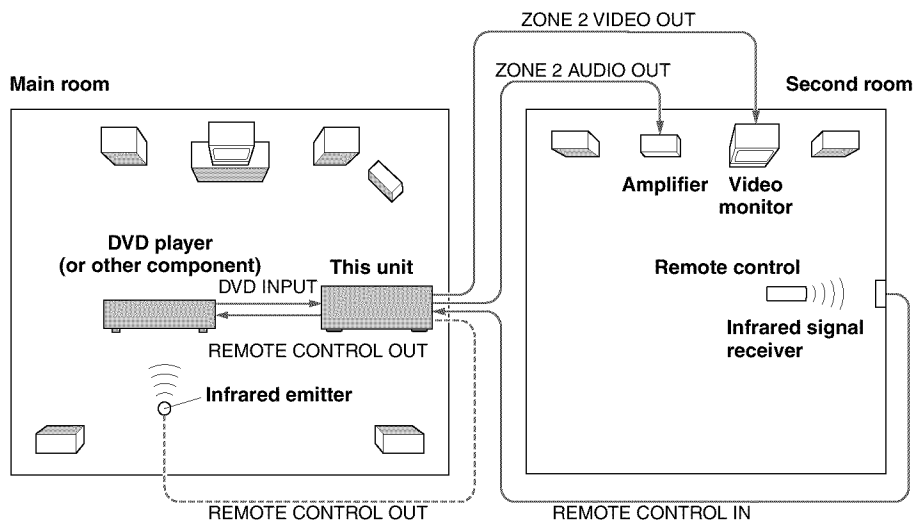 ZONE 2 VIDEO OUT
ZONE 2 AUDIO OUT
Main room
Second room
Amplifier
Video
monitor
DVD player
(or other component)
This unit
DVD INPUT
Remote control
REMOTE CONTROL OUT
Infrared signal
receiver
Infrared emitter
REMOTE CONTROL OUT
REMOTE CONTROL IN